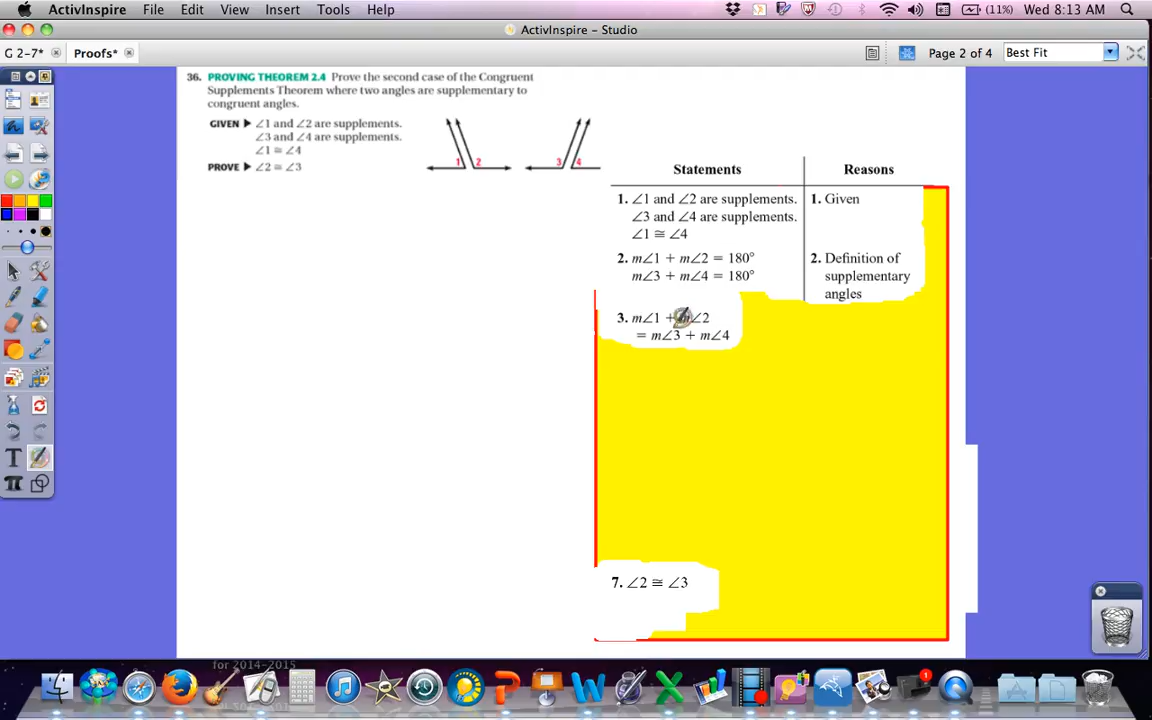 ActivInspire File Edit View Insert Tools Help
(11%) Wed 8:13 AM
ActivInspire – Studio
G 2-7*
Proofs*
Page 2 of 4
Best Fit
36. PROVING THEOREM 2.4 Prove the second case of the Congruent
Supplements Theorem where two angles are supplementary to
congruent angles.
GIVEN ▶ ∠1 and ∠2 are supplements.
∠3 and ∠4 are supplements.
∠1 ≅ ∠4
PROVE ▶ ∠2 ≅ ∠3
1 2
3 4
Statements
Reasons
1. ∠1 and ∠2 are supplements.
∠3 and ∠4 are supplements.
∠1 ≅ ∠4
1. Given
2. m∠1 + m∠2 = 180°
m∠3 + m∠4 = 180°
2. Definition of
supplementary
angles
3. m∠1 + m∠2
= m∠3 + m∠4
7. ∠2 ≅ ∠3
for 2014-2015
1